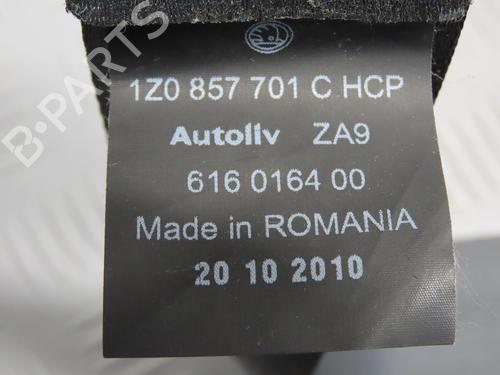 1Z0 857 701 C HCP
Autoliv ZA9
616 0164 00
Made in ROMANIA
20 10 2010
B-PARTS